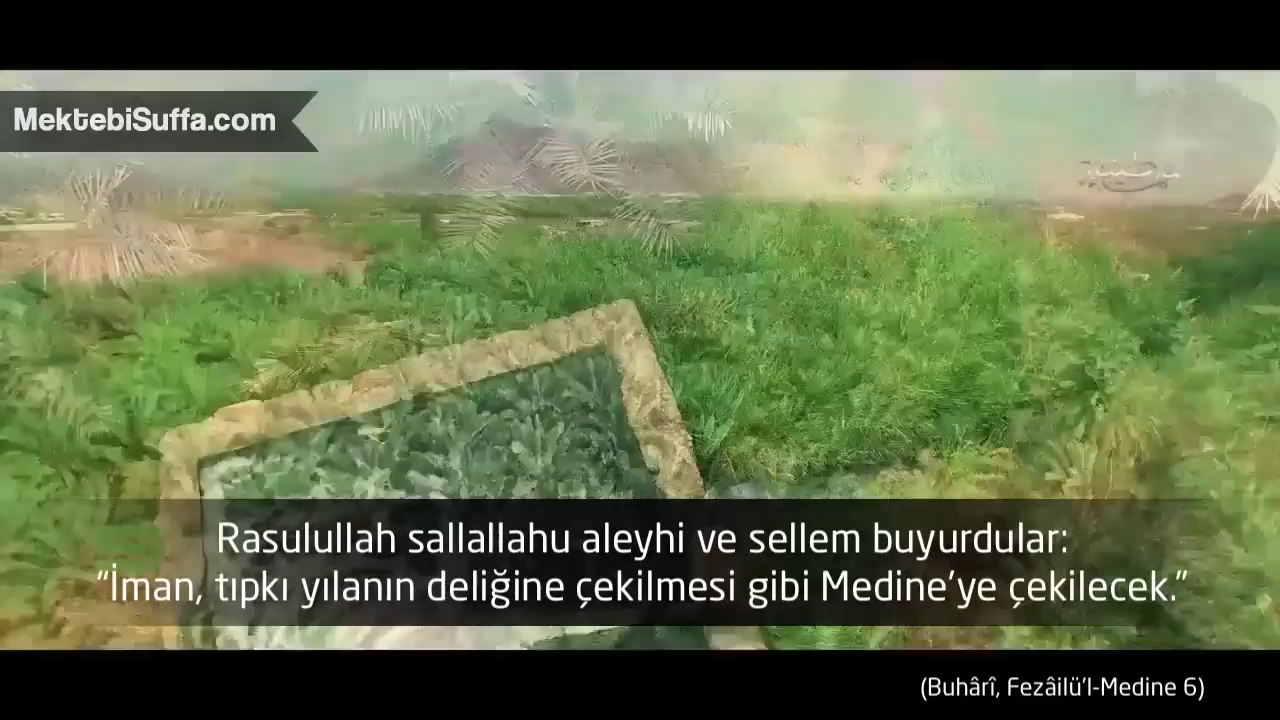 MektebiSuffa.com
Rasulullah sallallahu aleyhi ve sellem buyurdular:
“İman, tıpkı yılanın deliğine çekilmesi gibi Medine’ye çekilecek.”
(Buhârî, Fezâilü’l-Medine 6)